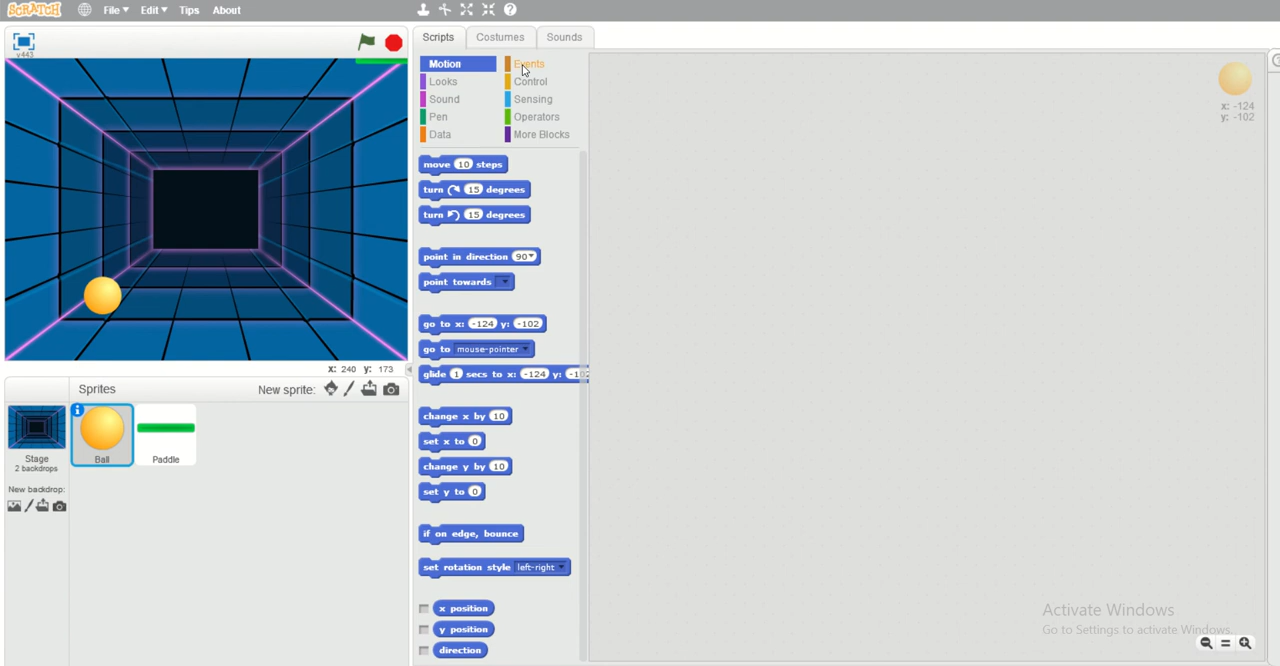 SCRATCH File▼ Edit▼ Tips About
v443
Scripts Costumes Sounds
Motion Events
Looks Control
Sound Sensing
Pen Operators
Data More Blocks
move 10 steps
turn 15 degrees
turn 15 degrees
point in direction 90▼
point towards
go to x: -124 y: -102
go to mouse-pointer
glide 1 secs to x: -124 y: -102
change x by 10
set x to 0
change y by 10
set y to 0
if on edge, bounce
set rotation style left-right
x position
y position
direction
x: -124
y: -102
X: 240 y: 173
Sprites New sprite:
Stage
2 backdrops
New backdrop:
Ball
Paddle
Activate Windows
Go to Settings to activate Windows.